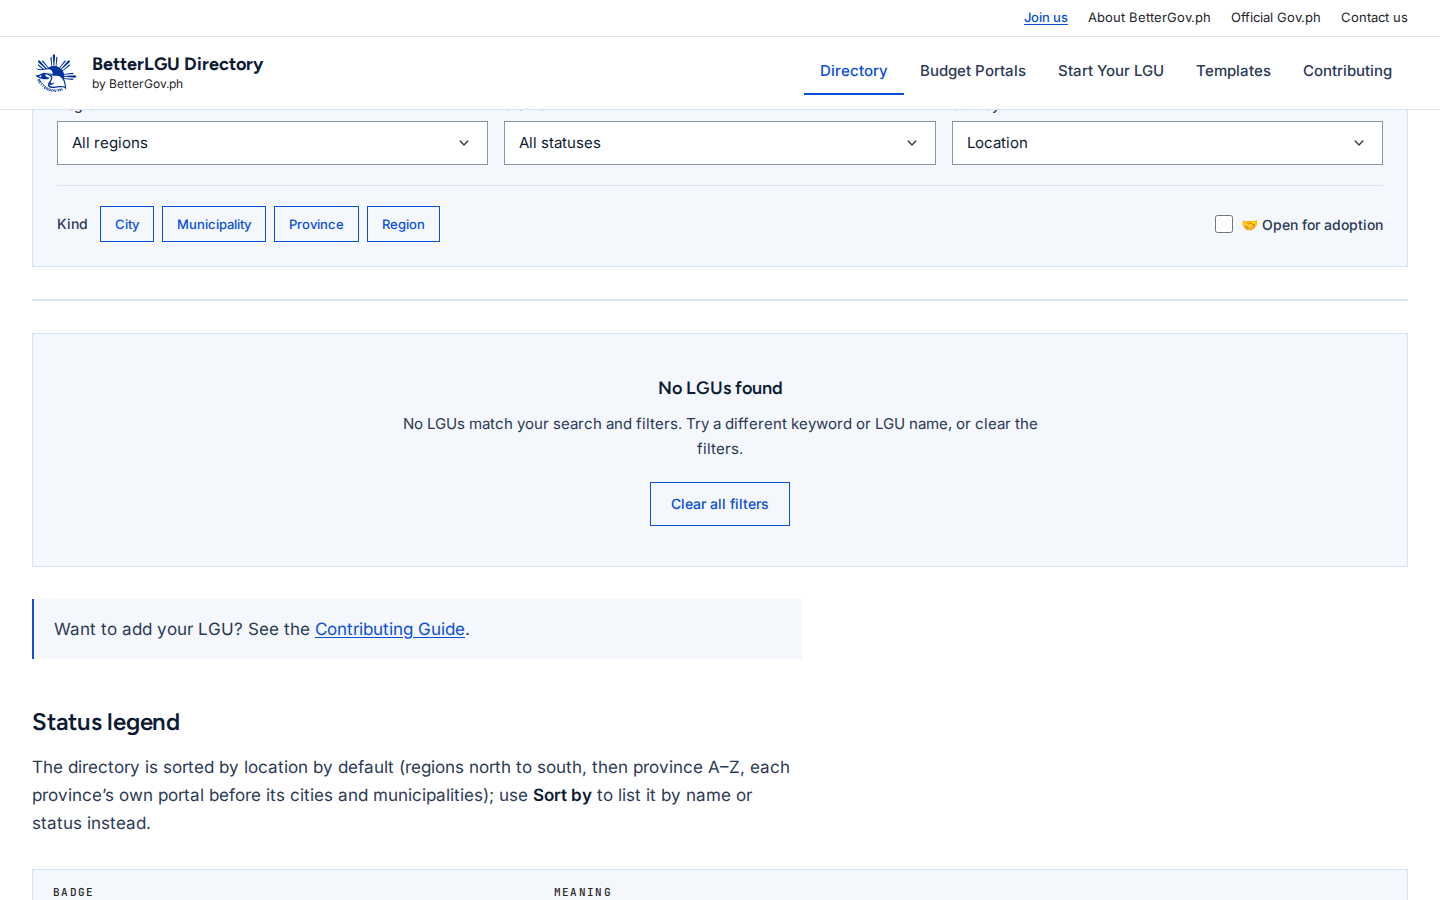 Join us
About BetterGov.ph
Official Gov.ph
Contact us
BetterLGU Directory
by BetterGov.ph
Directory
Budget Portals
Start Your LGU
Templates
Contributing
All regions
All statuses
Location
Kind
City
Municipality
Province
Region
🤝 Open for adoption
No LGUs found
No LGUs match your search and filters. Try a different keyword or LGU name, or clear the
filters.
Clear all filters
Want to add your LGU? See the Contributing Guide.
Status legend
The directory is sorted by location by default (regions north to south, then province A–Z, each
province’s own portal before its cities and municipalities); use Sort by to list it by name or
status instead.
BADGE
MEANING